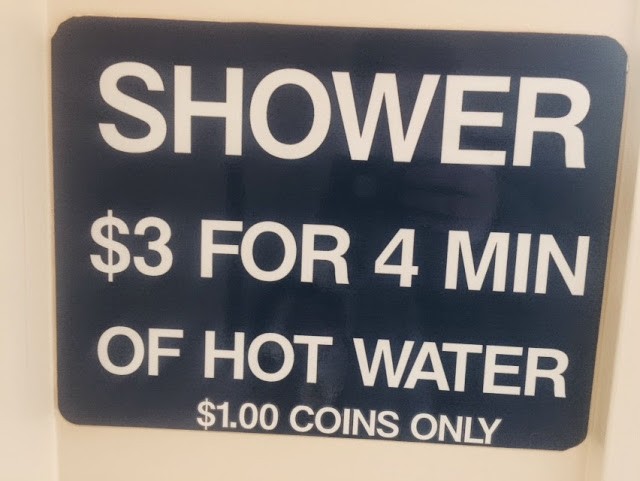 SHOWER
$3 FOR 4 MIN
OF HOT WATER
$1.00 COINS ONLY